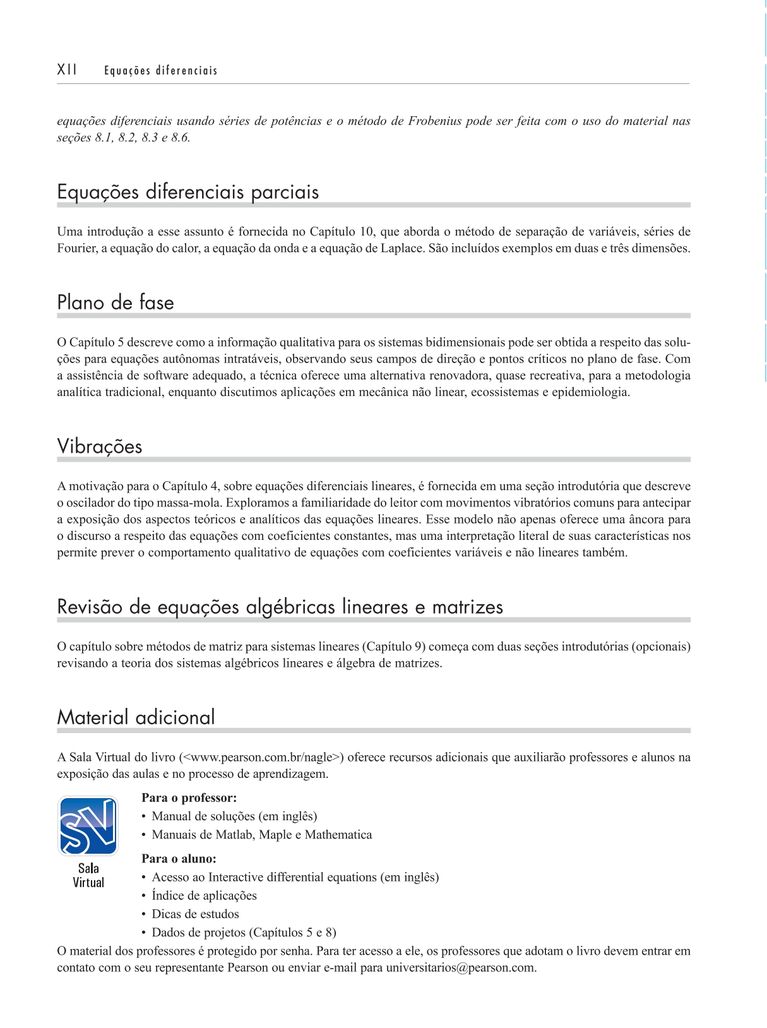 XII Equações diferenciais
equações diferenciais usando séries de potências e o método de Frobenius pode ser feita com o uso do material nas
seções 8.1, 8.2, 8.3 e 8.6.
Equações diferenciais parciais
Uma introdução a esse assunto é fornecida no Capítulo 10, que aborda o método de separação de variáveis, séries de
Fourier, a equação do calor, a equação da onda e a equação de Laplace. São incluídos exemplos em duas e três dimensões.
Plano de fase
O Capítulo 5 descreve como a informação qualitativa para os sistemas bidimensionais pode ser obtida a respeito das solu-
ções para equações autônomas intratáveis, observando seus campos de direção e pontos críticos no plano de fase. Com
a assistência de software adequado, a técnica oferece uma alternativa renovadora, quase recreativa, para a metodologia
analítica tradicional, enquanto discutimos aplicações em mecânica não linear, ecossistemas e epidemiologia.
Vibrações
A motivação para o Capítulo 4, sobre equações diferenciais lineares, é fornecida em uma seção introdutória que descreve
o oscilador do tipo massa-mola. Exploramos a familiaridade do leitor com movimentos vibratórios comuns para antecipar
a exposição dos aspectos teóricos e analíticos das equações lineares. Esse modelo não apenas oferece uma âncora para
o discurso a respeito das equações com coeficientes constantes, mas uma interpretação literal de suas características nos
permite prever o comportamento qualitativo de equações com coeficientes variáveis e não lineares também.
Revisão de equações algébricas lineares e matrizes
O capítulo sobre métodos de matriz para sistemas lineares (Capítulo 9) começa com duas seções introdutórias (opcionais)
revisando a teoria dos sistemas algébricos lineares e álgebra de matrizes.
Material adicional
A Sala Virtual do livro (<www.pearson.com.br/nagle>) oferece recursos adicionais que auxiliarão professores e alunos na
exposição das aulas e no processo de aprendizagem.
SV
Sala
Virtual
Para o professor:
• Manual de soluções (em inglês)
• Manuais de Matlab, Maple e Mathematica
Para o aluno:
• Acesso ao Interactive differential equations (em inglês)
• Índice de aplicações
• Dicas de estudos
• Dados de projetos (Capítulos 5 e 8)
O material dos professores é protegido por senha. Para ter acesso a ele, os professores que adotam o livro devem entrar em
contato com o seu representante Pearson ou enviar e-mail para universitarios@pearson.com.